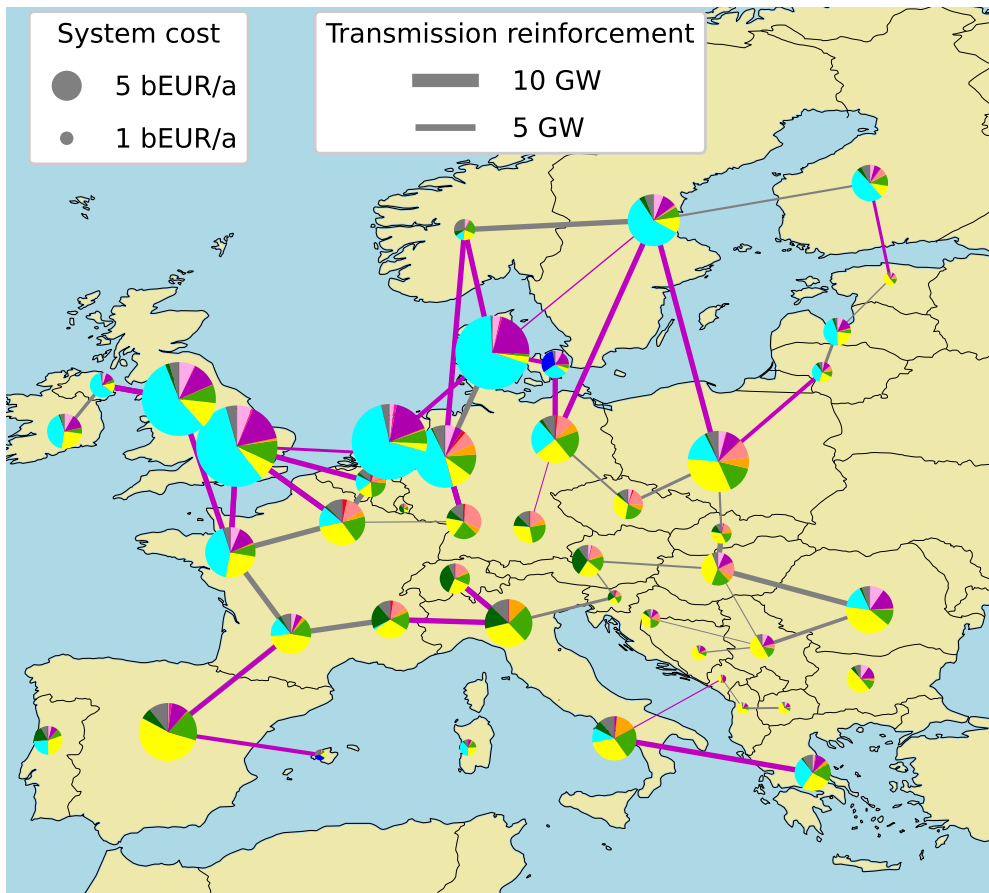 System cost
5 bEUR/a
1 bEUR/a
Transmission reinforcement
10 GW
5 GW